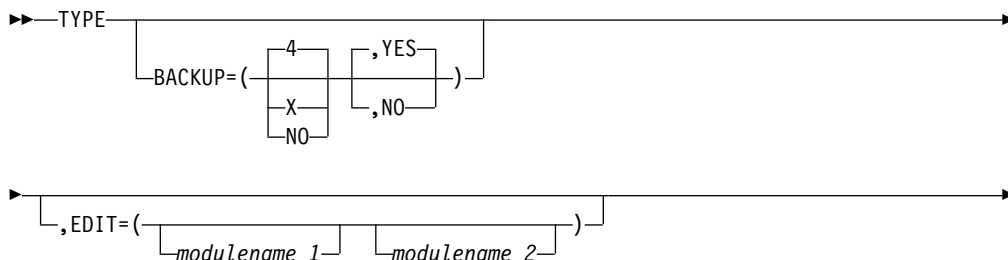 TYPE
4 ,YES
BACKUP=( )
X ,NO
NO
,EDIT=( )
modulename 1 modulename 2